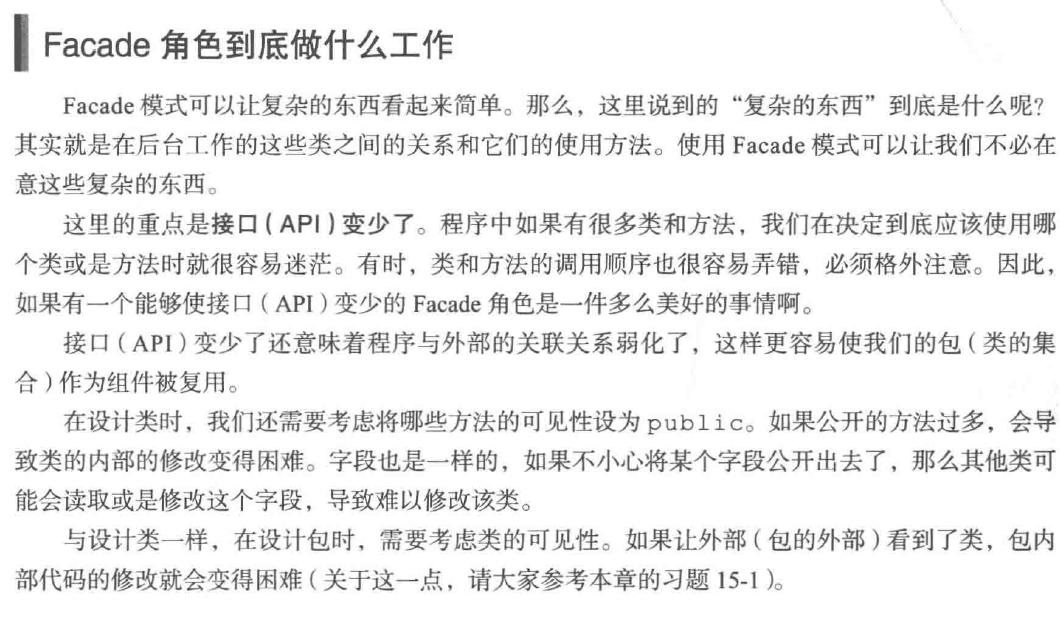 Facade 角色到底做什么工作
Facade 模式可以让复杂的东西看起来简单。那么，这里说到的“复杂的东西”到底是什么呢？
其实就是在后台工作的这些类之间的关系和它们的使用方法。使用 Facade 模式可以让我们不必在
意这些复杂的东西。
这里的重点是接口（API）变少了。程序中如果有很多类和方法，我们在决定到底应该使用哪
个类或是方法时就很容易迷茫。有时，类和方法的调用顺序也很容易弄错，必须格外注意。因此，
如果有一个能够使接口（API）变少的 Facade 角色是一件多么美好的事情啊。
接口（API）变少了还意味着程序与外部的关联关系弱化了，这样更容易使我们的包（类的集
合）作为组件被复用。
在设计类时，我们还需要考虑将哪些方法的可见性设为 public。如果公开的方法过多，会导
致类的内部的修改变得困难。字段也是一样的，如果不小心将某个字段公开出去了，那么其他类可
能会读取或是修改这个字段，导致难以修改该类。
与设计类一样，在设计包时，需要考虑类的可见性。如果让外部（包的外部）看到了类，包内
部代码的修改就会变得困难（关于这一点，请大家参考本章的习题 15-1）。